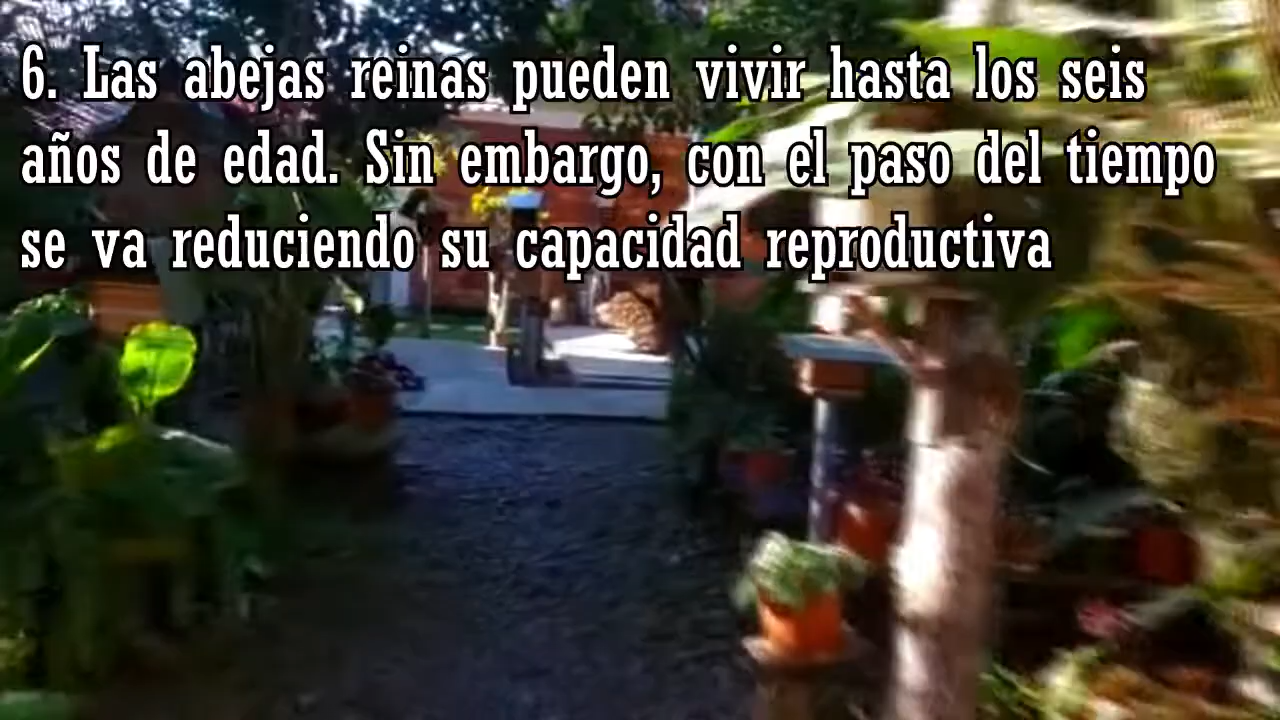 6. Las abejas reinas pueden vivir hasta los seis
años de edad. Sin embargo, con el paso del tiempo
se va reduciendo su capacidad reproductiva